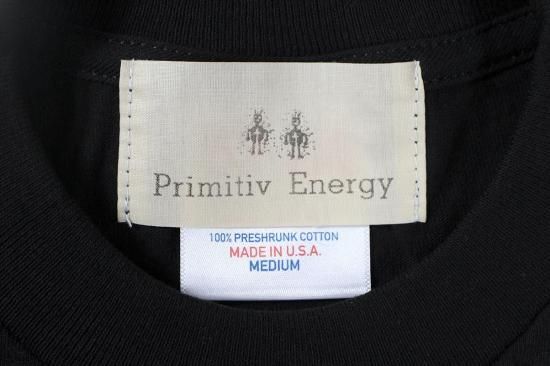 Primitiv Energy
100% PRESHRUNK COTTON
MADE IN U.S.A.
MEDIUM